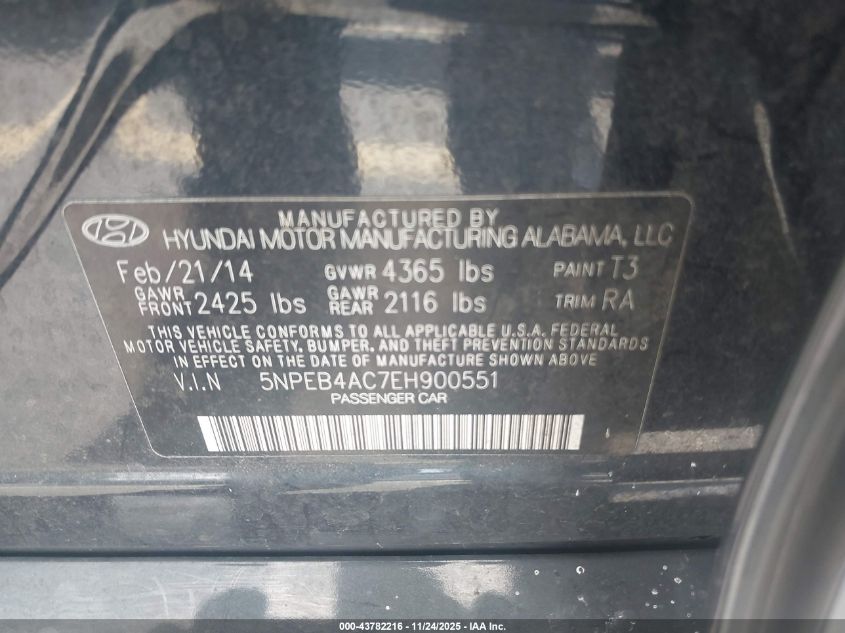 MANUFACTURED BY
HYUNDAI MOTOR MANUFACTURING ALABAMA, LLC
Feb/21/14 GVWR 4365 lbs PAINT T3
GAWR FRONT 2425 lbs GAWR REAR 2116 lbs TRIM RA
THIS VEHICLE CONFORMS TO ALL APPLICABLE U.S.A. FEDERAL
MOTOR VEHICLE SAFETY, BUMPER, AND THEFT PREVENTION STANDARDS
IN EFFECT ON THE DATE OF MANUFACTURE SHOWN ABOVE
V.I.N 5NPEB4AC7EH900551
PASSENGER CAR
000-43782216 - 11/24/2025 - IAA Inc.